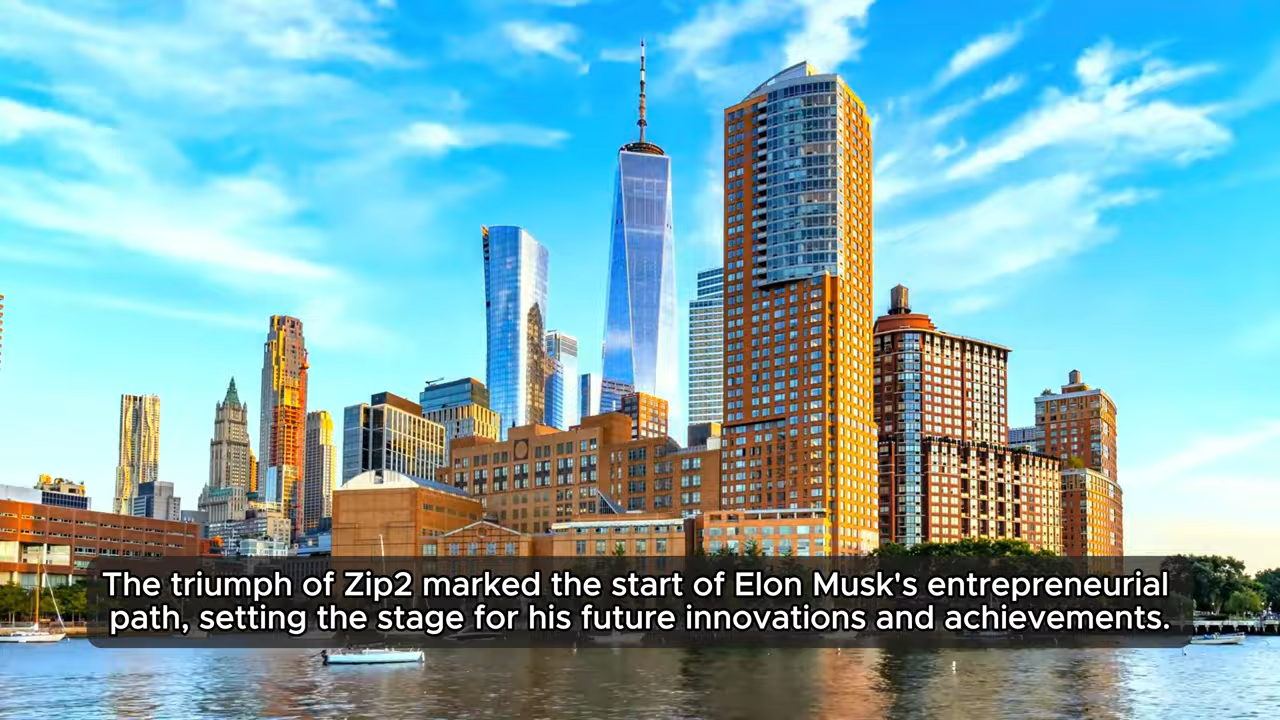 The triumph of Zip2 marked the start of Elon Musk's entrepreneurial
path, setting the stage for his future innovations and achievements.